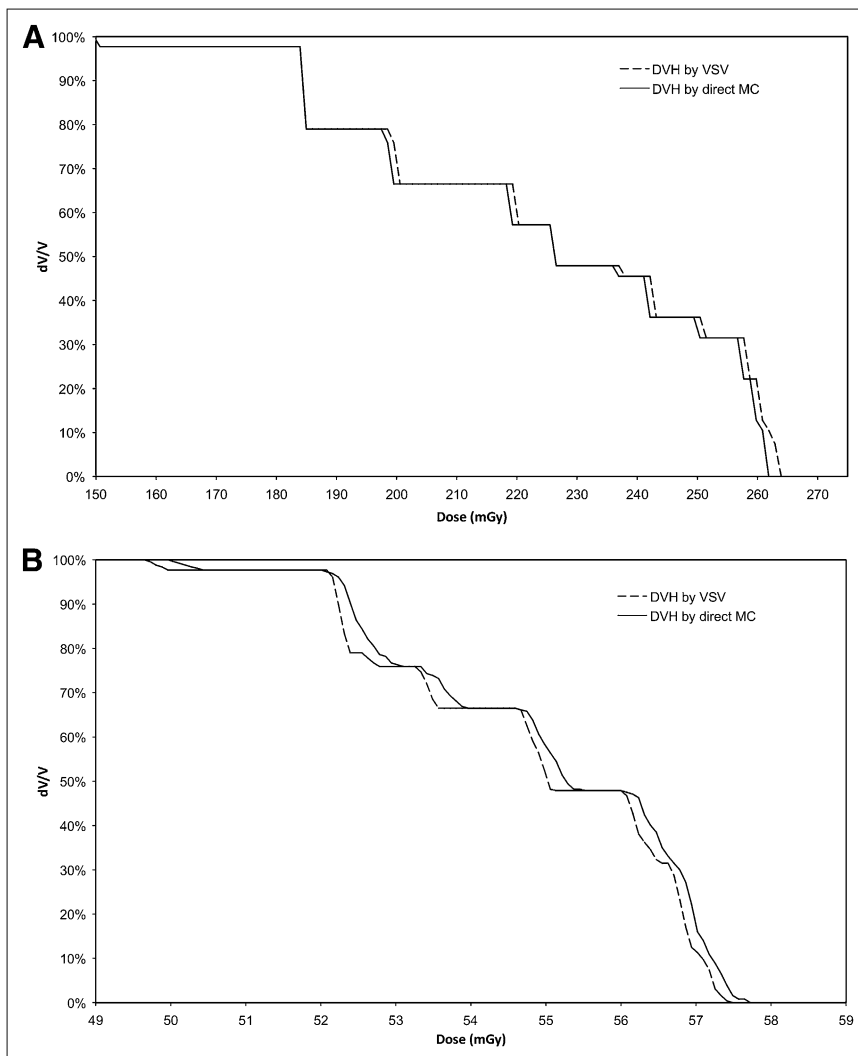 A
100%
90%
80%
70%
60%
50%
40%
30%
20%
10%
0%
dV/V
DVH by VSV
DVH by direct MC
150 160 170 180 190 200 210 220 230 240 250 260 270
Dose (mGy)
B
100%
90%
80%
70%
60%
50%
40%
30%
20%
10%
0%
dV/V
DVH by VSV
DVH by direct MC
49 50 52 53 54 55 56 57 58 59
Dose (mGy)